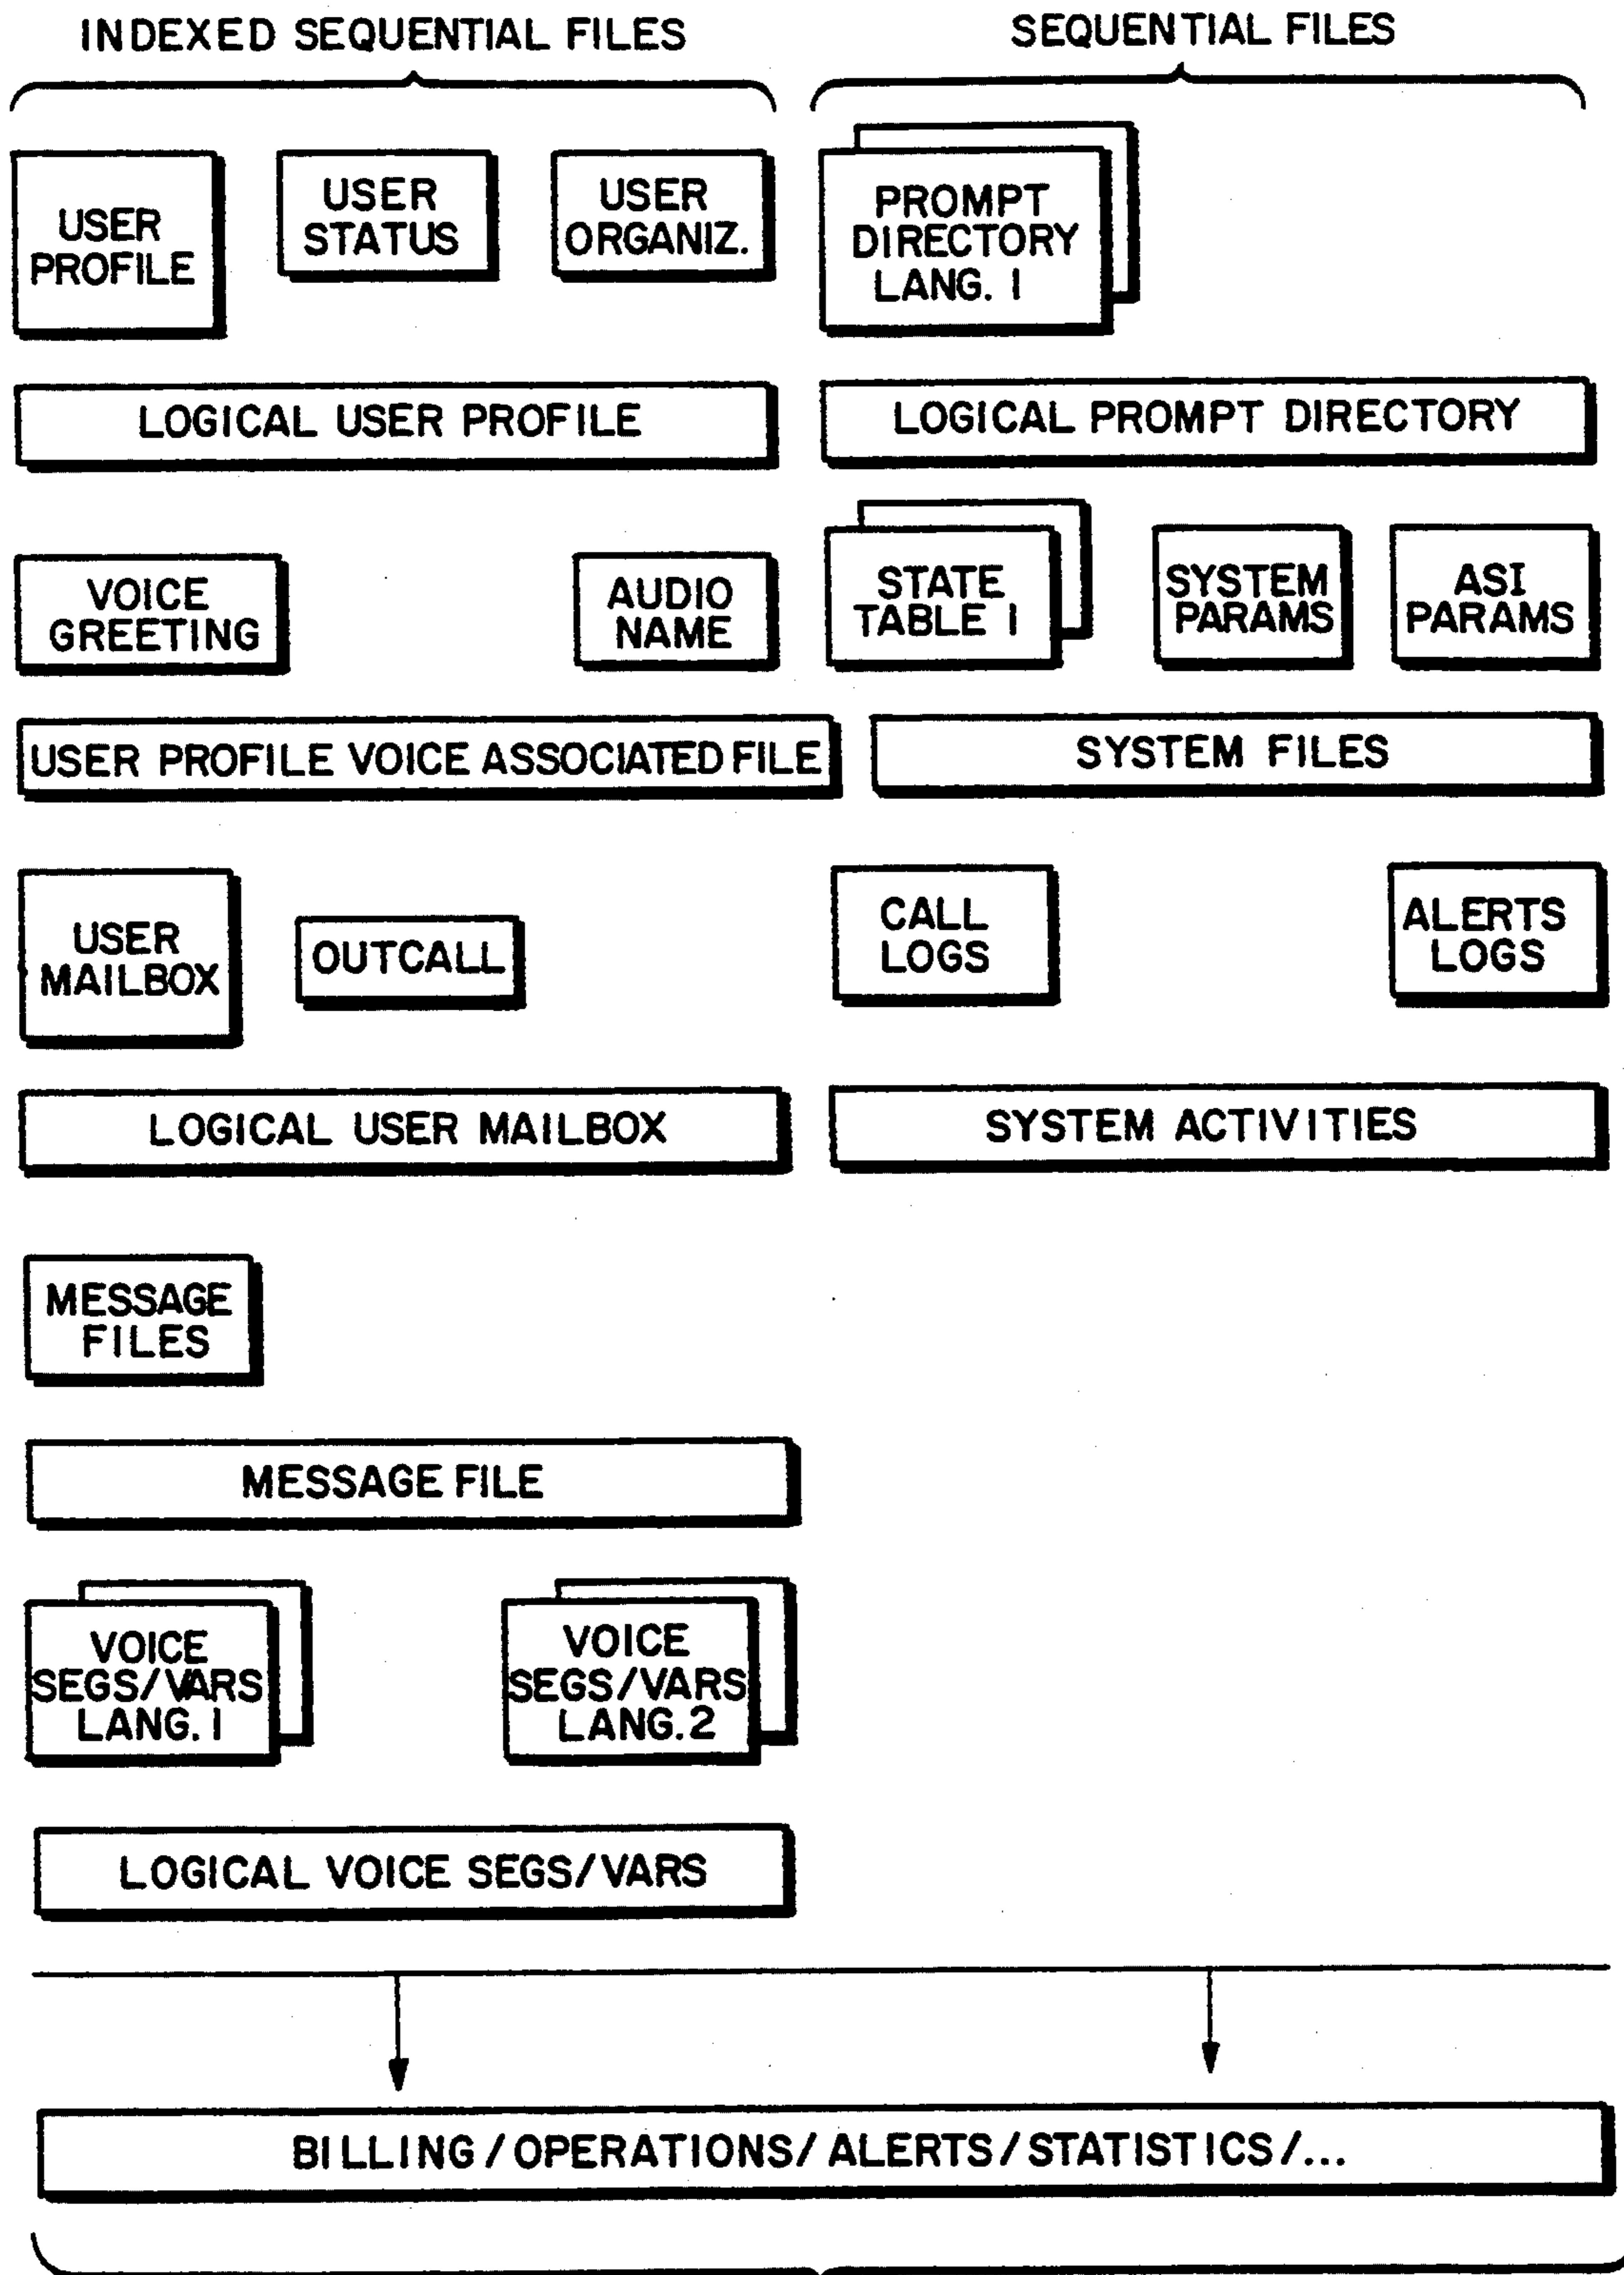 INDEXED SEQUENTIAL FILES
SEQUENTIAL FILES
USER
PROFILE
USER
STATUS
USER
ORGANIZ.
PROMPT
DIRECTORY
LANG. 1
LOGICAL USER PROFILE
LOGICAL PROMPT DIRECTORY
VOICE
GREETING
AUDIO
NAME
STATE
TABLE 1
SYSTEM
PARAMS
ASI
PARAMS
USER PROFILE VOICE ASSOCIATED FILE
SYSTEM FILES
USER
MAILBOX
OUTCALL
CALL
LOGS
ALERTS
LOGS
LOGICAL USER MAILBOX
SYSTEM ACTIVITIES
MESSAGE
FILES
MESSAGE FILE
VOICE
SEGS/VARS
LANG. 1
VOICE
SEGS/VARS
LANG. 2
LOGICAL VOICE SEGS/VARS
BILLING/OPERATIONS/ALERTS/STATISTICS/...